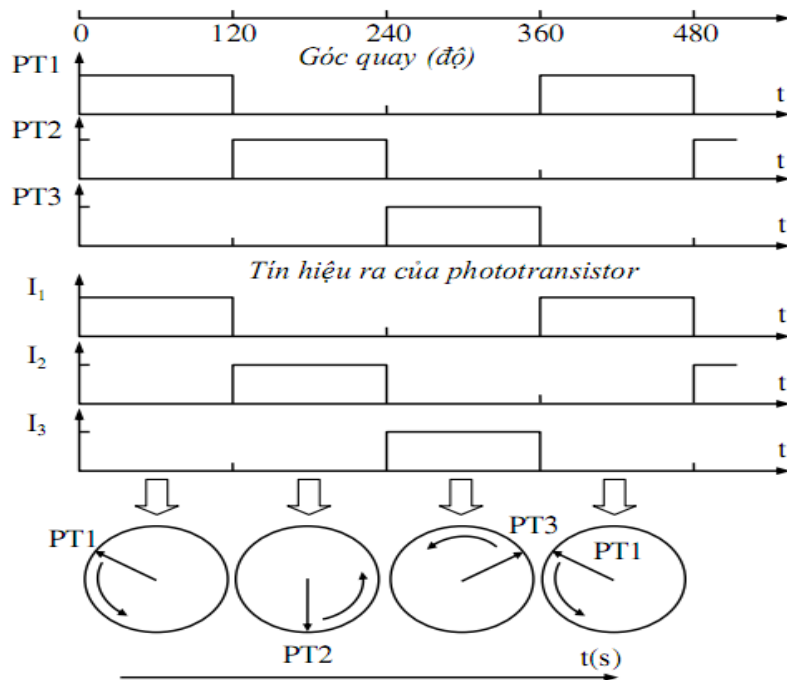 0 120 240 360 480
Góc quay (độ)
PT1
t
PT2
t
PT3
t
Tín hiệu ra của phototransistor
I₁
t
I₂
t
I₃
t
PT1 PT2 PT3 PT1
t(s)